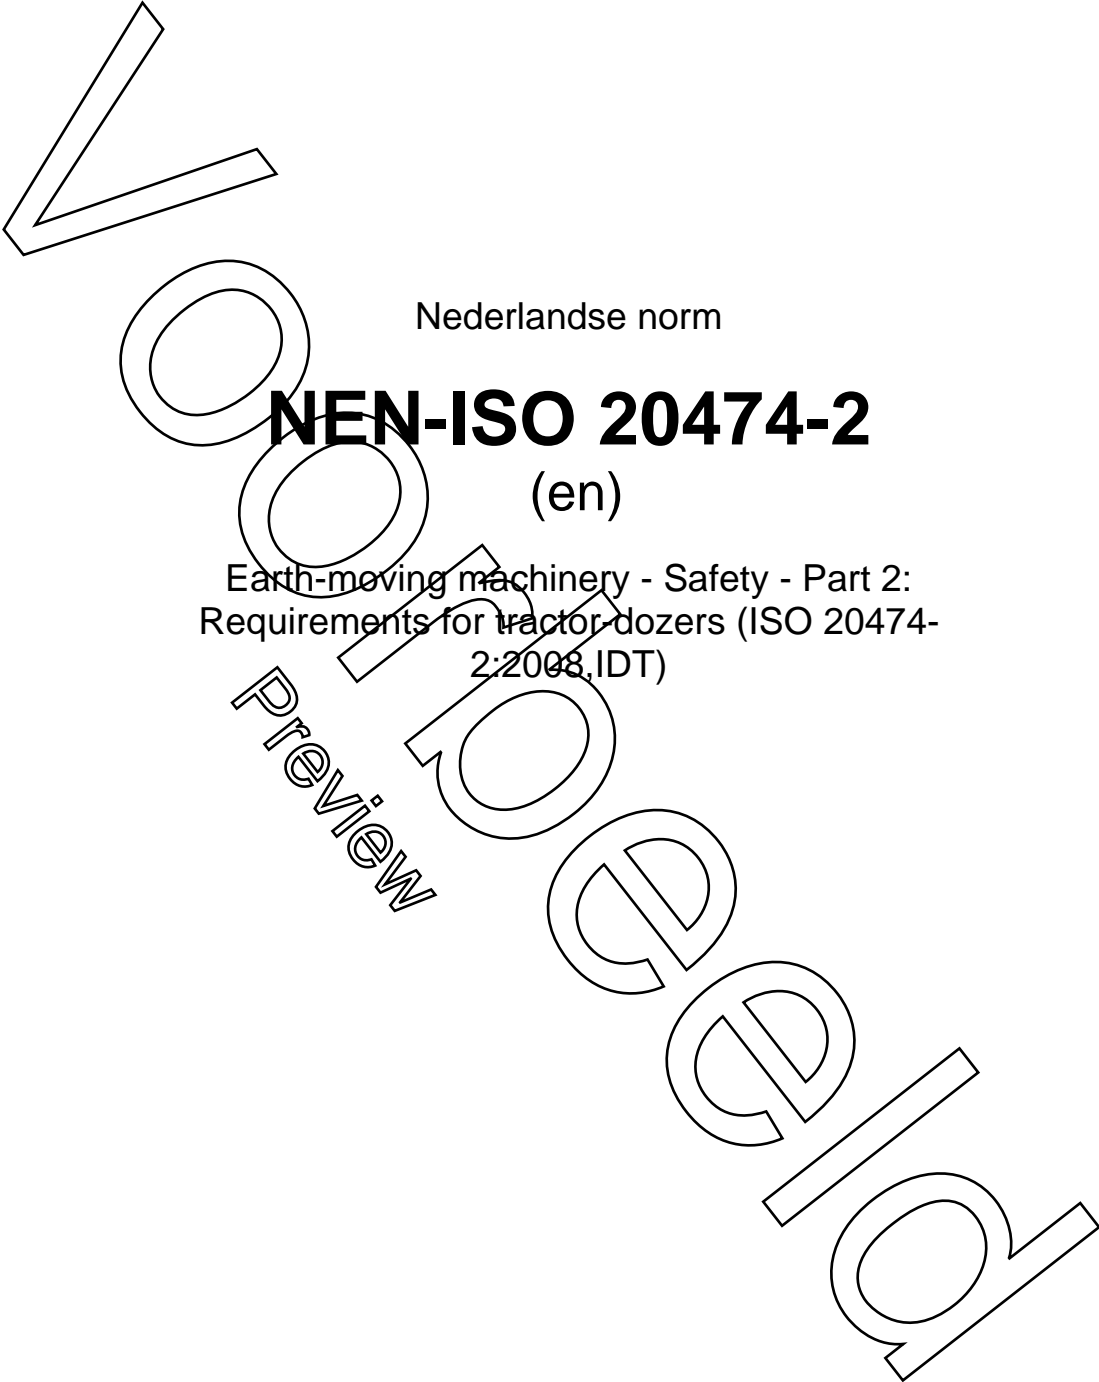 Nederlandse norm
NEN-ISO 20474-2
(en)
Earth-moving machinery - Safety - Part 2:
Requirements for tractor-dozers (ISO 20474-
2:2008,IDT)
Voorbeeld
Preview